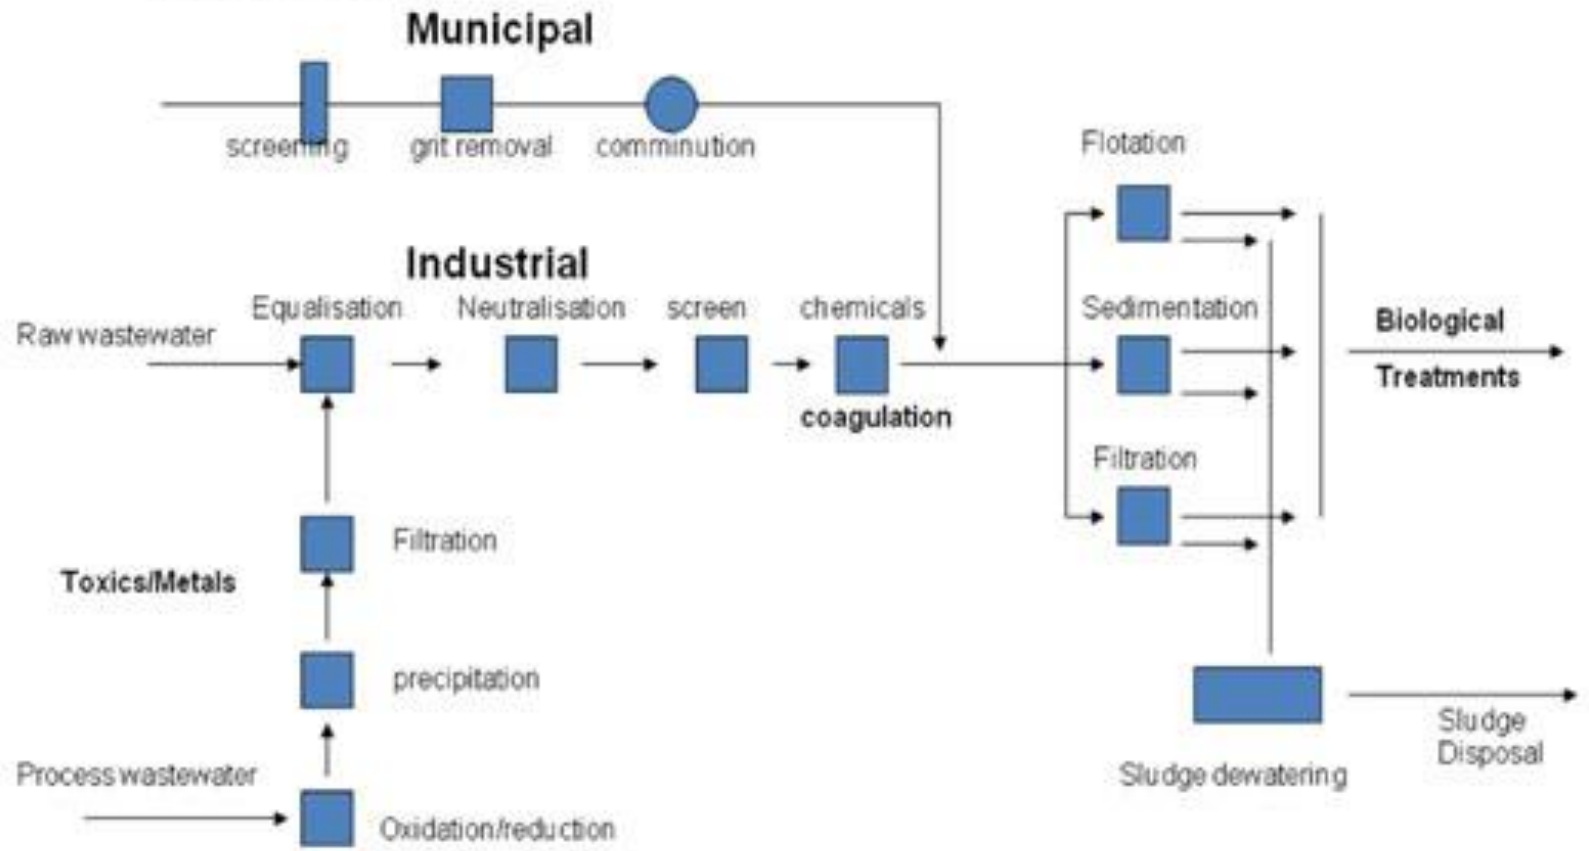 Municipal
screening
grit removal
comminution
Flotation
Industrial
Equalisation
Neutralisation
screen
chemicals
Sedimentation
Raw wastewater
Biological
Treatments
coagulation
Filtration
Filtration
Toxics/Metals
precipitation
Sludge
Disposal
Process wastewater
Sludge dewatering
Oxidation/reduction